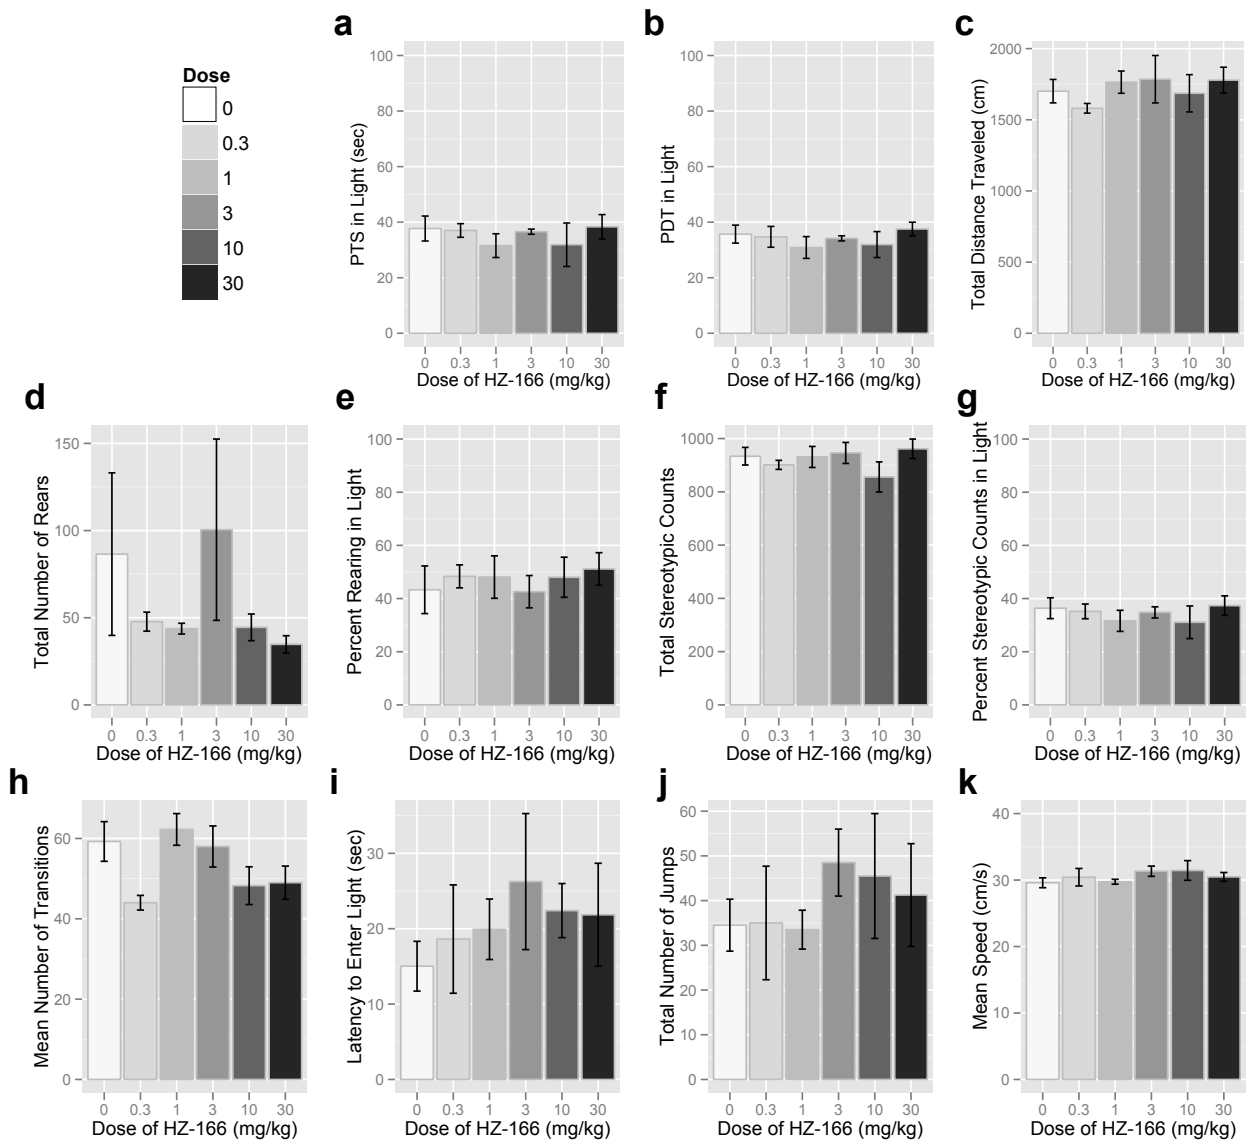 a
b
c
Dose
0
0.3
1
3
10
30
PTS in Light (sec)
100
80
60
40
20
0
0 0.3 1 3 10 30
Dose of HZ-166 (mg/kg)
PDT in Light
100
80
60
40
20
0
0 0.3 1 3 10 30
Dose of HZ-166 (mg/kg)
Total Distance Traveled (cm)
2000
1500
1000
500
0
0 0.3 1 3 10 30
Dose of HZ-166 (mg/kg)
d
Total Number of Rears
150
100
50
0
0 0.3 1 3 10 30
Dose of HZ-166 (mg/kg)
e
Percent Rearing in Light
100
80
60
40
20
0
0 0.3 1 3 10 30
Dose of HZ-166 (mg/kg)
f
Total Stereotypic Counts
1000
800
600
400
200
0
0 0.3 1 3 10 30
Dose of HZ-166 (mg/kg)
g
Percent Stereotypic Counts in Light
100
80
60
40
20
0
0 0.3 1 3 10 30
Dose of HZ-166 (mg/kg)
h
Mean Number of Transitions
60
40
20
0
0 0.3 1 3 10 30
Dose of HZ-166 (mg/kg)
i
Latency to Enter Light (sec)
30
20
10
0
0 0.3 1 3 10 30
Dose of HZ-166 (mg/kg)
j
Total Number of Jumps
60
50
40
30
20
10
0
0 0.3 1 3 10 30
Dose of HZ-166 (mg/kg)
k
Mean Speed (cm/s)
40
30
20
10
0
0 0.3 1 3 10 30
Dose of HZ-166 (mg/kg)